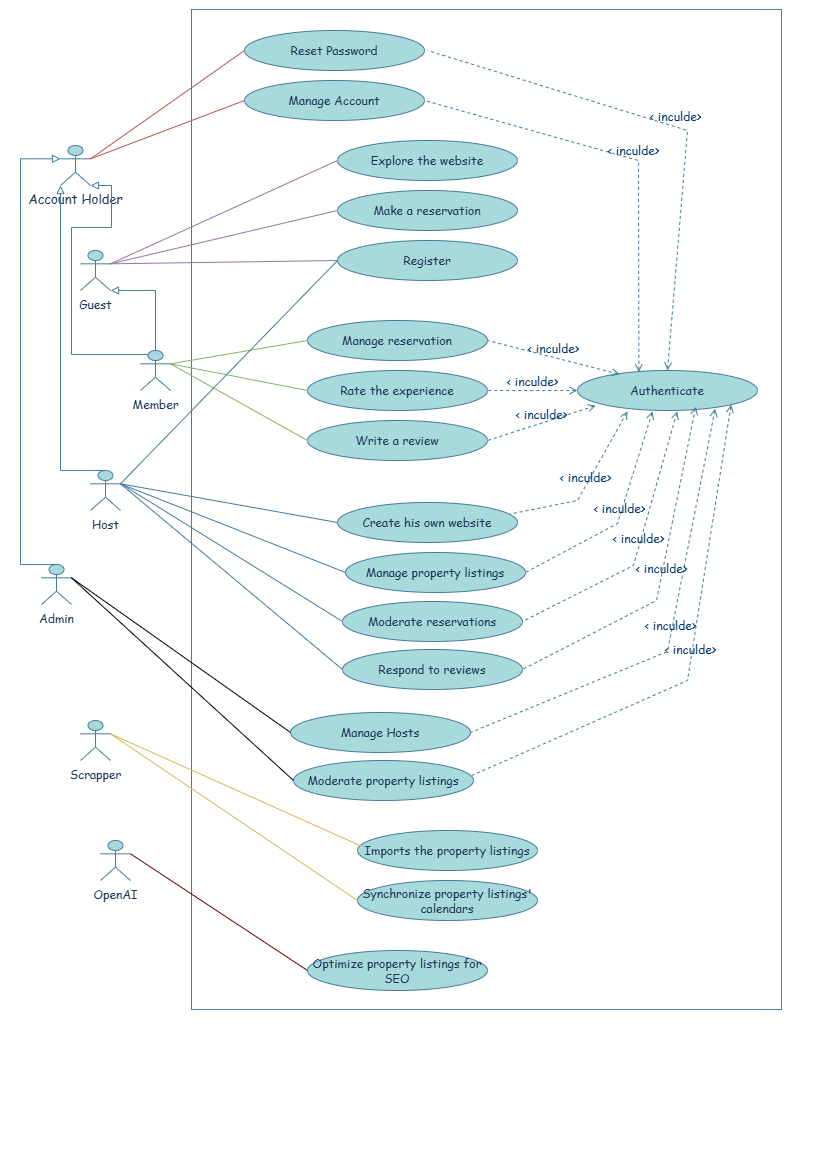 Reset Password
Manage Account
< inculde>
< inculde>
Explore the website
Account Holder
Make a reservation
Register
Guest
Manage reservation
< inculde>
Rate the experience
< inculde>
Authenticate
Member
< inculde>
Write a review
< inculde>
Host
Create his own website
< inculde>
< inculde>
Manage property listings
< inculde>
Admin
Moderate reservations
< inculde>
Respond to reviews
< inculde>
Manage Hosts
Scrapper
Moderate property listings
Imports the property listings
OpenAI
Synchronize property listings'
calendars
Optimize property listings for
SEO